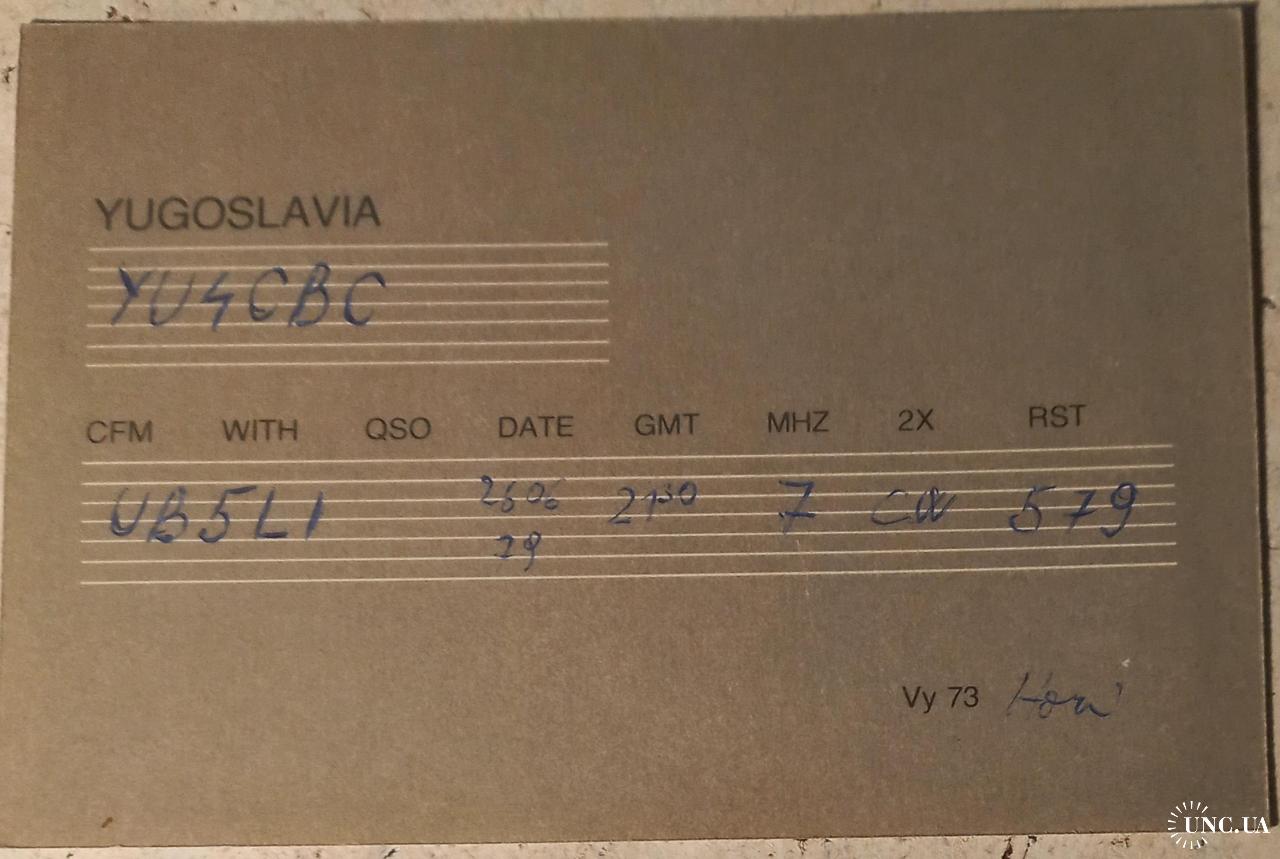 YUGOSLAVIA
YU4CBC
CFM WITH QSO DATE GMT MHZ 2X RST
UB5LI 2606 2130 7 CW 579
79
Vy 73
UNC.UA